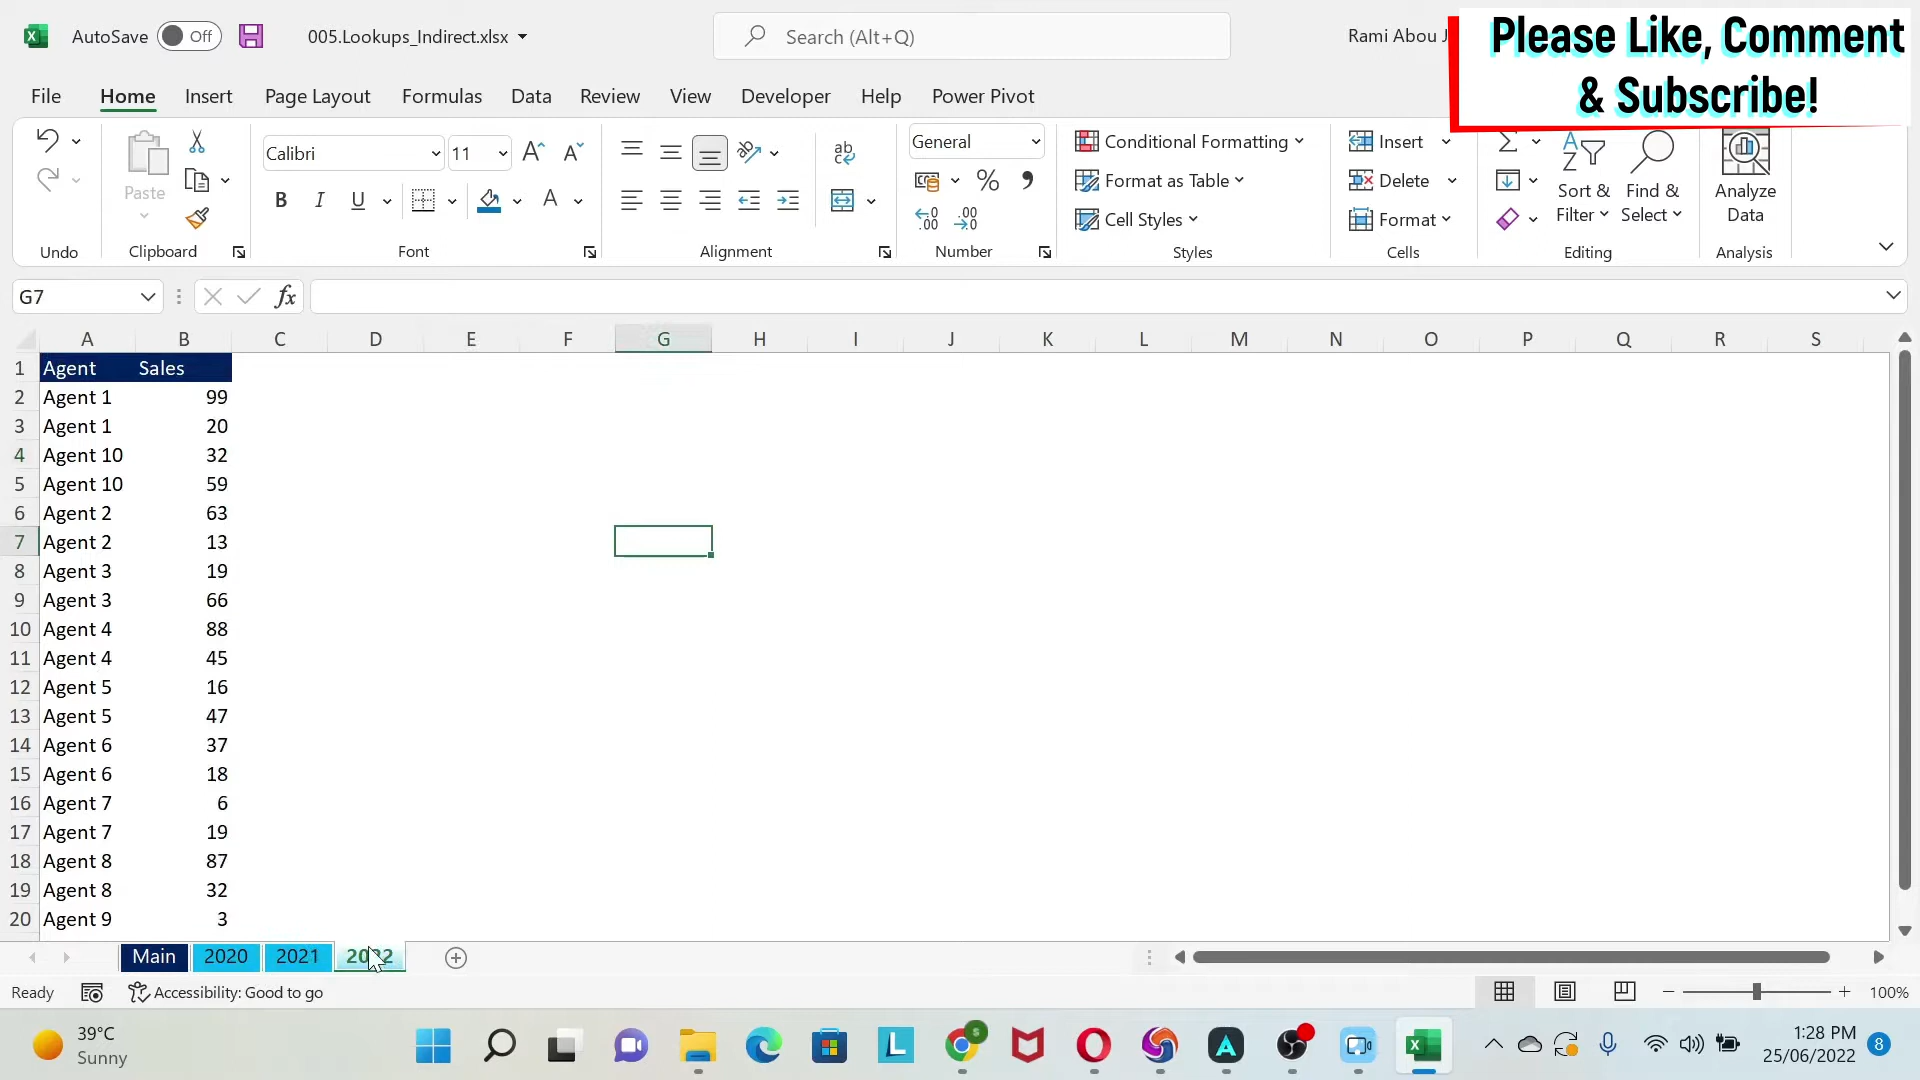 AutoSave Off 005.Lookups_Indirect.xlsx Search (Alt+Q) Rami Abou J
Please Like, Comment
& Subscribe!
File Home Insert Page Layout Formulas Data Review View Developer Help Power Pivot
Paste
Calibri 11
B I U A
ab
General
% ,
Conditional Formatting
Format as Table
Cell Styles
Insert
Delete
Format
Sort &
Filter
Find &
Select
Analyze
Data
Undo Clipboard Font Alignment Number Styles Cells Editing Analysis
G7 fx
A B C D E F G H I J K L M N O P Q R S
1 Agent Sales
2 Agent 1 99
3 Agent 1 20
4 Agent 10 32
5 Agent 10 59
6 Agent 2 63
7 Agent 2 13
8 Agent 3 19
9 Agent 3 66
10 Agent 4 88
11 Agent 4 45
12 Agent 5 16
13 Agent 5 47
14 Agent 6 37
15 Agent 6 18
16 Agent 7 6
17 Agent 7 19
18 Agent 8 87
19 Agent 8 32
20 Agent 9 3
Main 2020 2021 2022
Ready Accessibility: Good to go 100%
39°C
Sunny
1:28 PM
25/06/2022
8